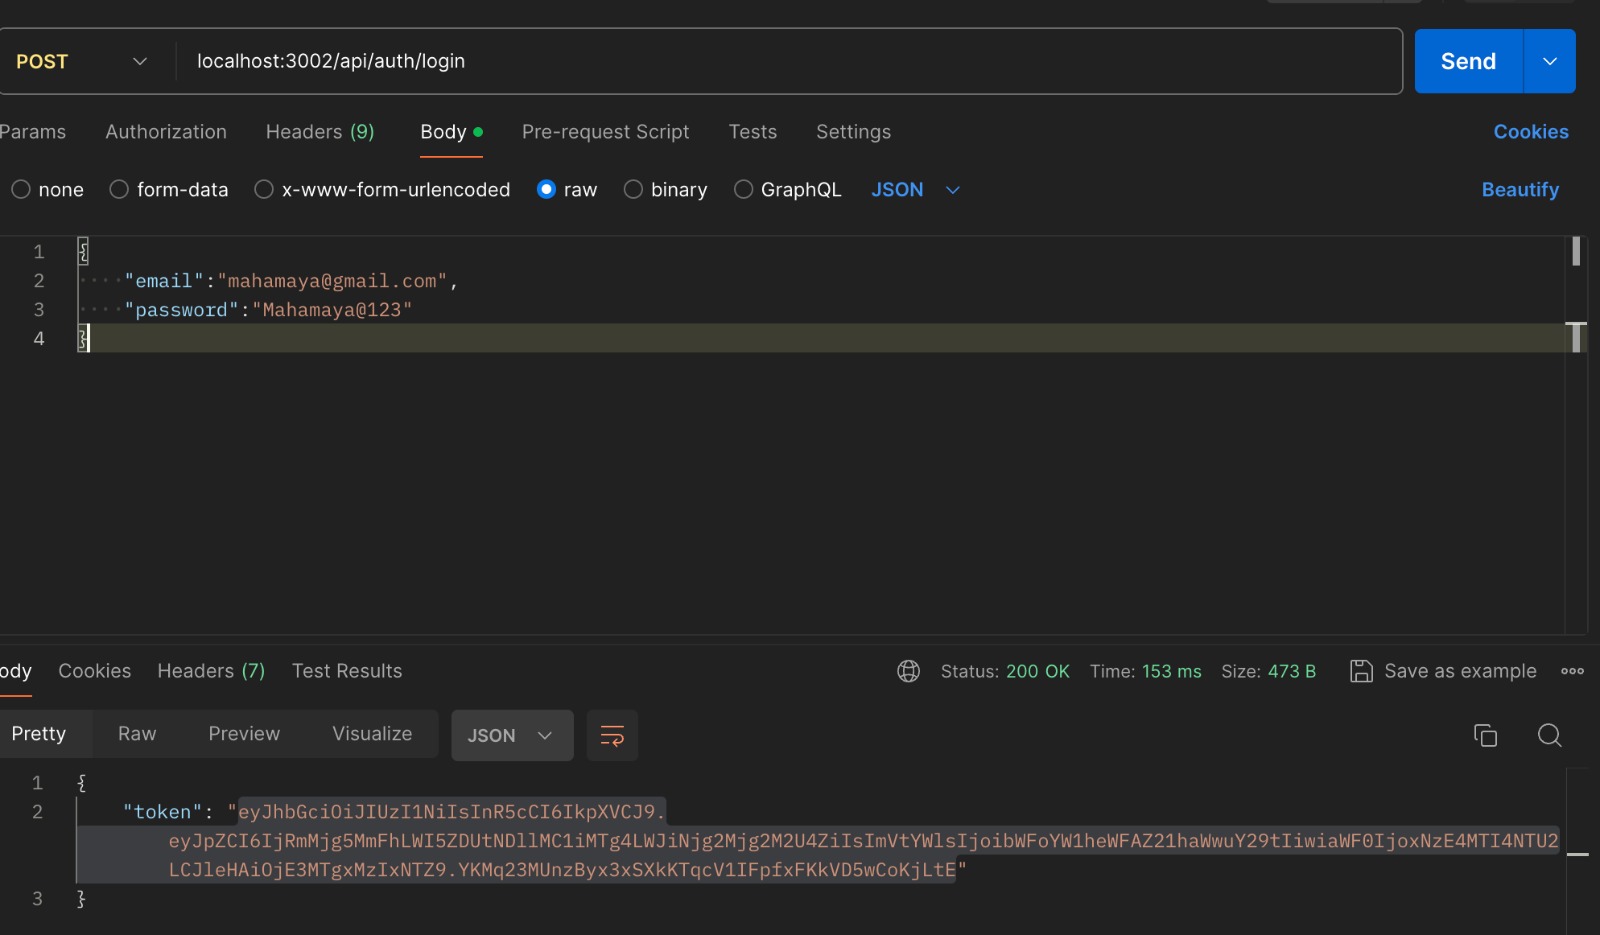 POST localhost:3002/api/auth/login Send
Params Authorization Headers (9) Body Pre-request Script Tests Settings Cookies
none form-data x-www-form-urlencoded raw binary GraphQL JSON Beautify
1 {
2 "email":"mahamaya@gmail.com",
3 "password":"Mahamaya@123"
4 }
ody Cookies Headers (7) Test Results Status: 200 OK Time: 153 ms Size: 473 B Save as example
Pretty Raw Preview Visualize JSON
1 {
2 "token": "eyJhbGciOiJIUzI1NiIsInR5cCI6IkpXVCJ9.
eyJpZCI6IjRmMjg5MmFhLWI5ZDUtNDllMC1iMTg4LWJiNjg2Mjg2M2U4ZiIsImVtYWlsIjoibWFoYW1heWFAZ21haWwuY29tIiwiaWF0IjoxNzE4MTI4NTU2
LCJleHAiOjE3MTgxMzIxNTZ9.YKMq23MUnzByx3xSXkKTqcV1IFpfxFKkVD5wCoKjLtE"
3 }